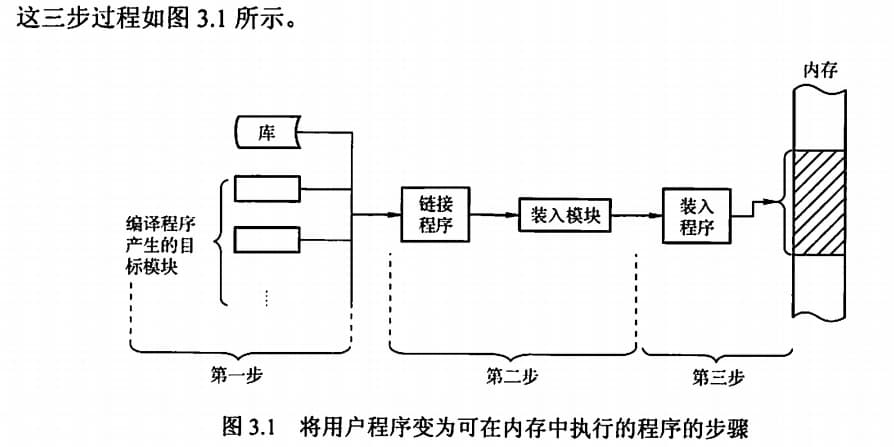 这三步过程如图 3.1 所示。
内存
库
编译程序
产生的目
标模块
链接
程序
装入模块
装入
程序
第一步
第二步
第三步
图 3.1 将用户程序变为可在内存中执行的程序的步骤